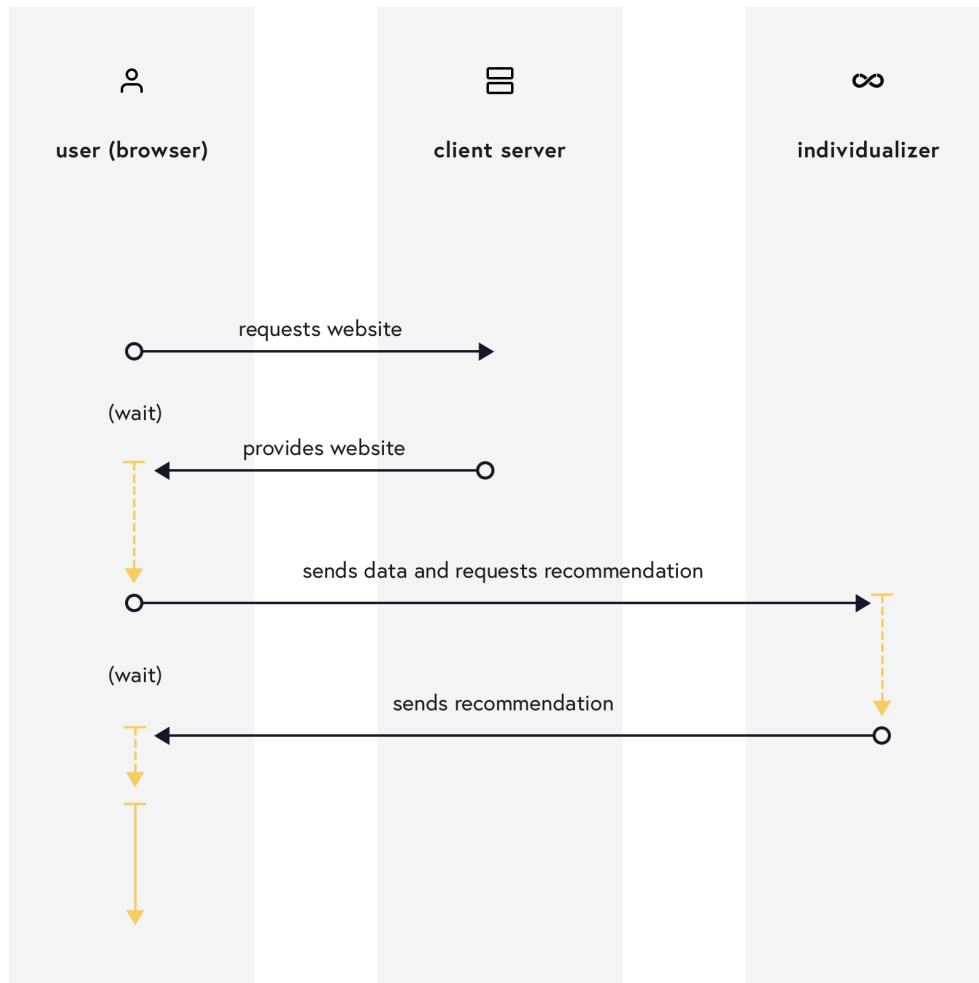 user (browser)
client server
individualizer
requests website
(wait)
provides website
sends data and requests recommendation
(wait)
sends recommendation